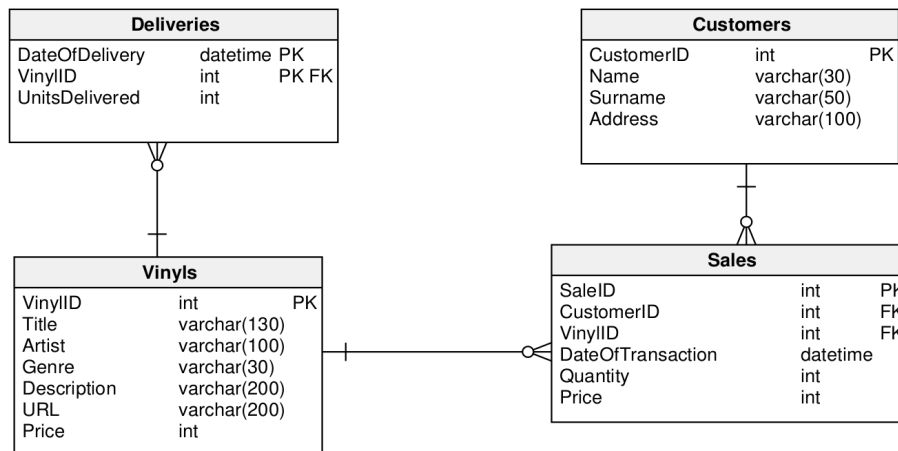 Deliveries
DateOfDelivery datetime PK
VinylID int PK FK
UnitsDelivered int
Customers
CustomerID int PK
Name varchar(30)
Surname varchar(50)
Address varchar(100)
Vinyls
VinylID int PK
Title varchar(130)
Artist varchar(100)
Genre varchar(30)
Description varchar(200)
URL varchar(200)
Price int
Sales
SaleID int PK
CustomerID int FK
VinylID int FK
DateOfTransaction datetime
Quantity int
Price int